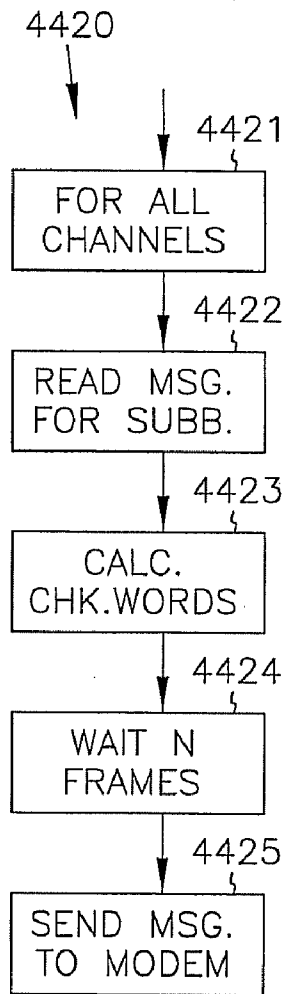 4420
4421
FOR ALL
CHANNELS
4422
READ MSG.
FOR SUBB.
4423
CALC.
CHK.WORDS
4424
WAIT N
FRAMES
4425
SEND MSG.
TO MODEM